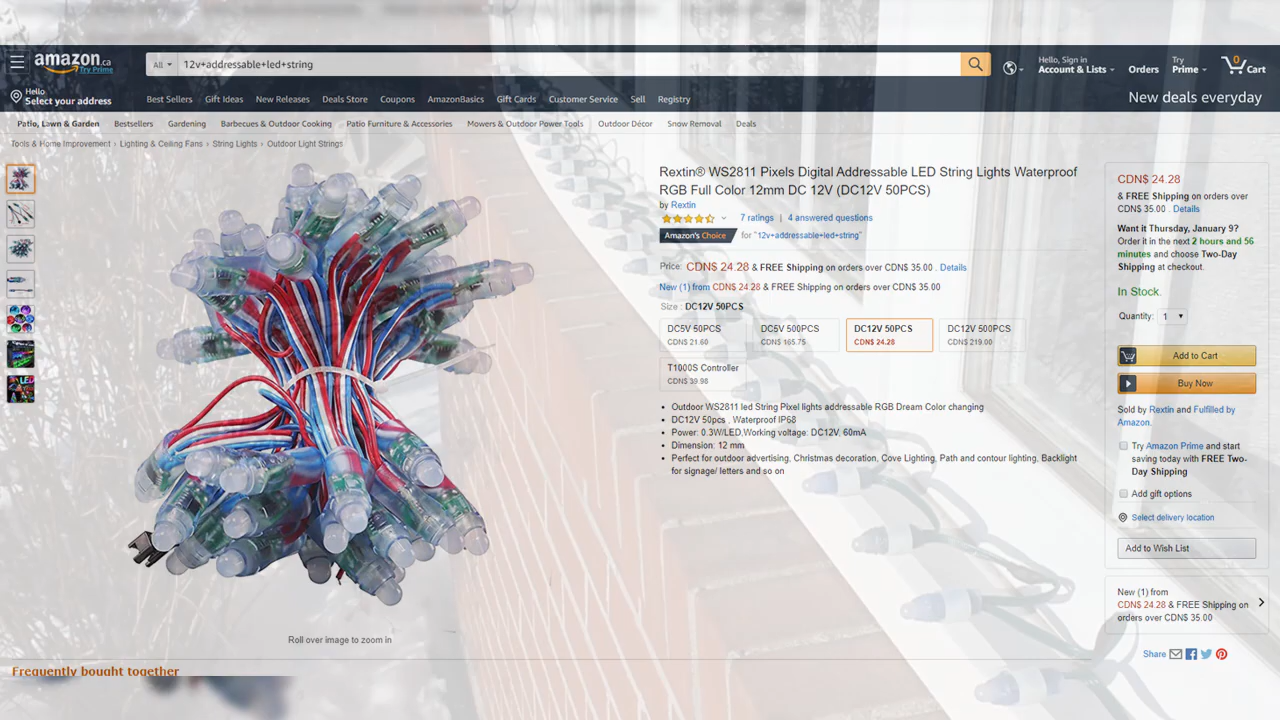 amazon.ca
Try Prime
All
12v+addressable+led+string
Hello, Sign in
Account & Lists
Orders
Try
Prime
0
Cart
Hello
Select your address
Best Sellers
Gift Ideas
New Releases
Deals Store
Coupons
AmazonBasics
Gift Cards
Customer Service
Sell
Registry
New deals everyday
Patio, Lawn & Garden
Bestsellers
Gardening
Barbecues & Outdoor Cooking
Patio Furniture & Accessories
Mowers & Outdoor Power Tools
Outdoor Décor
Snow Removal
Deals
Tools & Home Improvement › Lighting & Ceiling Fans › String Lights › Outdoor Light Strings
Rextin® WS2811 Pixels Digital Addressable LED String Lights Waterproof
RGB Full Color 12mm DC 12V (DC12V 50PCS)
by Rextin
7 ratings | 4 answered questions
Amazon's Choice for "12v+addressable+led+string"
Price: CDN$ 24.28 & FREE Shipping on orders over CDN$ 35.00 . Details
New (1) from CDN$ 24.28 & FREE Shipping on orders over CDN$ 35.00
Size : DC12V 50PCS
DC5V 50PCS
CDN$ 21.60
DC5V 500PCS
CDN$ 165.75
DC12V 50PCS
CDN$ 24.28
DC12V 500PCS
CDN$ 219.00
T1000S Controller
CDN$ 39.98
• Outdoor WS2811 led String Pixel lights addressable RGB Dream Color changing
• DC12V 50pcs , Waterproof IP68
• Power: 0.3W/LED,Working voltage: DC12V, 60mA
• Dimension: 12 mm
• Perfect for outdoor advertising, Christmas decoration, Cove Lighting, Path and contour lighting, Backlight
for signage/ letters and so on
CDN$ 24.28
& FREE Shipping on orders over
CDN$ 35.00 . Details
Want it Thursday, January 9?
Order it in the next 2 hours and 56
minutes and choose Two-Day
Shipping at checkout.
In Stock.
Quantity: 1
Add to Cart
Buy Now
Sold by Rextin and Fulfilled by
Amazon.
Try Amazon Prime and start
saving today with FREE Two-
Day Shipping
Add gift options
Select delivery location
Add to Wish List
New (1) from
CDN$ 24.28 & FREE Shipping on
orders over CDN$ 35.00
Share
Roll over image to zoom in
Frequently bought together